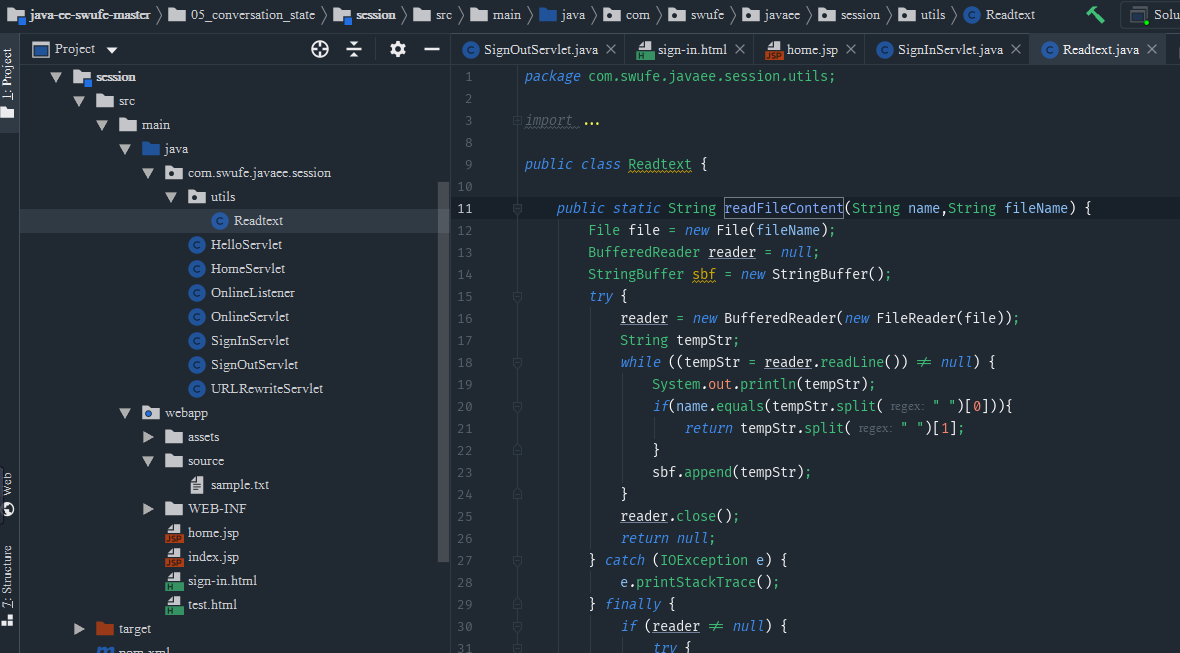 java-ee-swufe-master 05_conversation_state session src main java com swufe javaee session utils Readtext Solu
Project
SignOutServlet.java sign-in.html home.jsp SignInServlet.java Readtext.java
1: Project
session
src
main
java
com.swufe.javaee.session
utils
Readtext
HelloServlet
HomeServlet
OnlineListener
OnlineServlet
SignInServlet
SignOutServlet
URLRewriteServlet
webapp
assets
source
sample.txt
WEB-INF
home.jsp
index.jsp
sign-in.html
test.html
target
pom.xml
Web
7: Structure
1 package com.swufe.javaee.session.utils;
2
3 import ...
8
9 public class Readtext {
10
11 public static String readFileContent(String name,String fileName) {
12 File file = new File(fileName);
13 BufferedReader reader = null;
14 StringBuffer sbf = new StringBuffer();
15 try {
16 reader = new BufferedReader(new FileReader(file));
17 String tempStr;
18 while ((tempStr = reader.readLine()) ≠ null) {
19 System.out.println(tempStr);
20 if(name.equals(tempStr.split( regex: " ")[0])){
21 return tempStr.split( regex: " ")[1];
22 }
23 sbf.append(tempStr);
24 }
25 reader.close();
26 return null;
27 } catch (IOException e) {
28 e.printStackTrace();
29 } finally {
30 if (reader ≠ null) {
31 try {